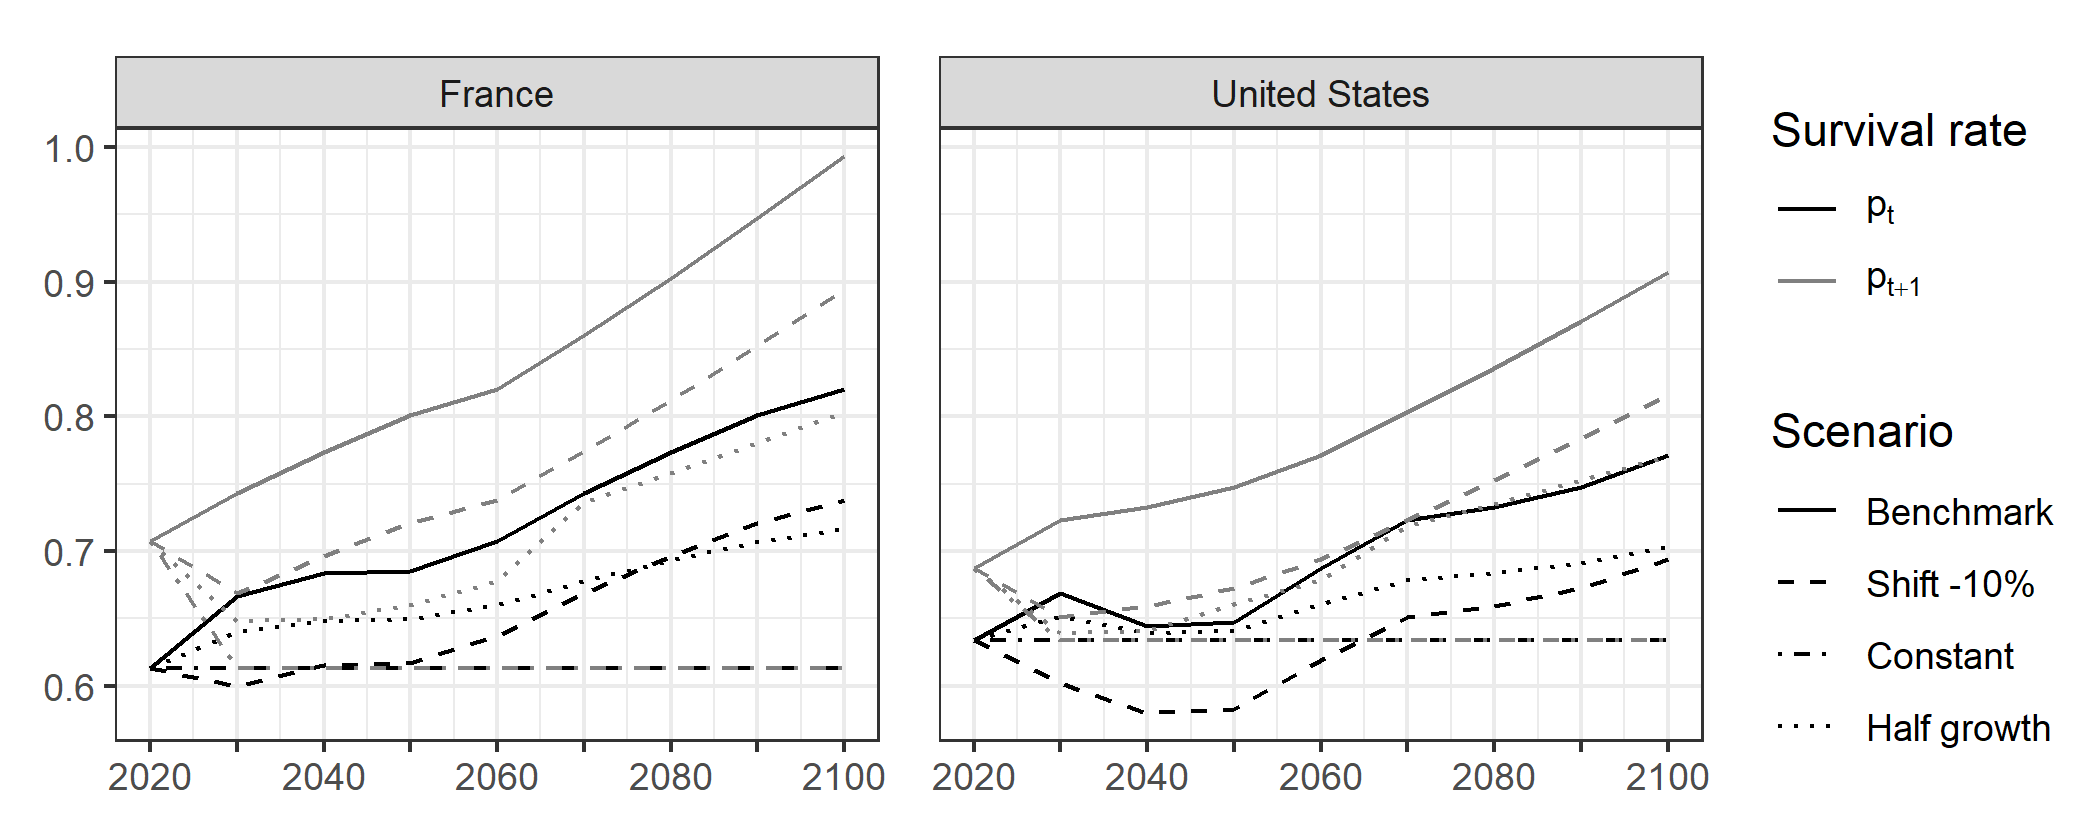 France
United States
1.0
0.9
0.8
0.7
0.6
2020 2040 2060 2080 2100
2020 2040 2060 2080 2100
Survival rate
pt
pt+1
Scenario
Benchmark
Shift -10%
Constant
Half growth